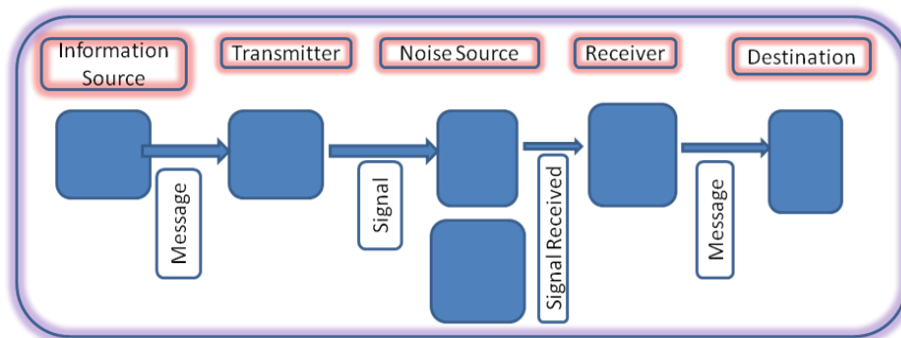 Information
Source
Transmitter
Noise Source
Receiver
Destination
Message
Signal
Signal Received
Message